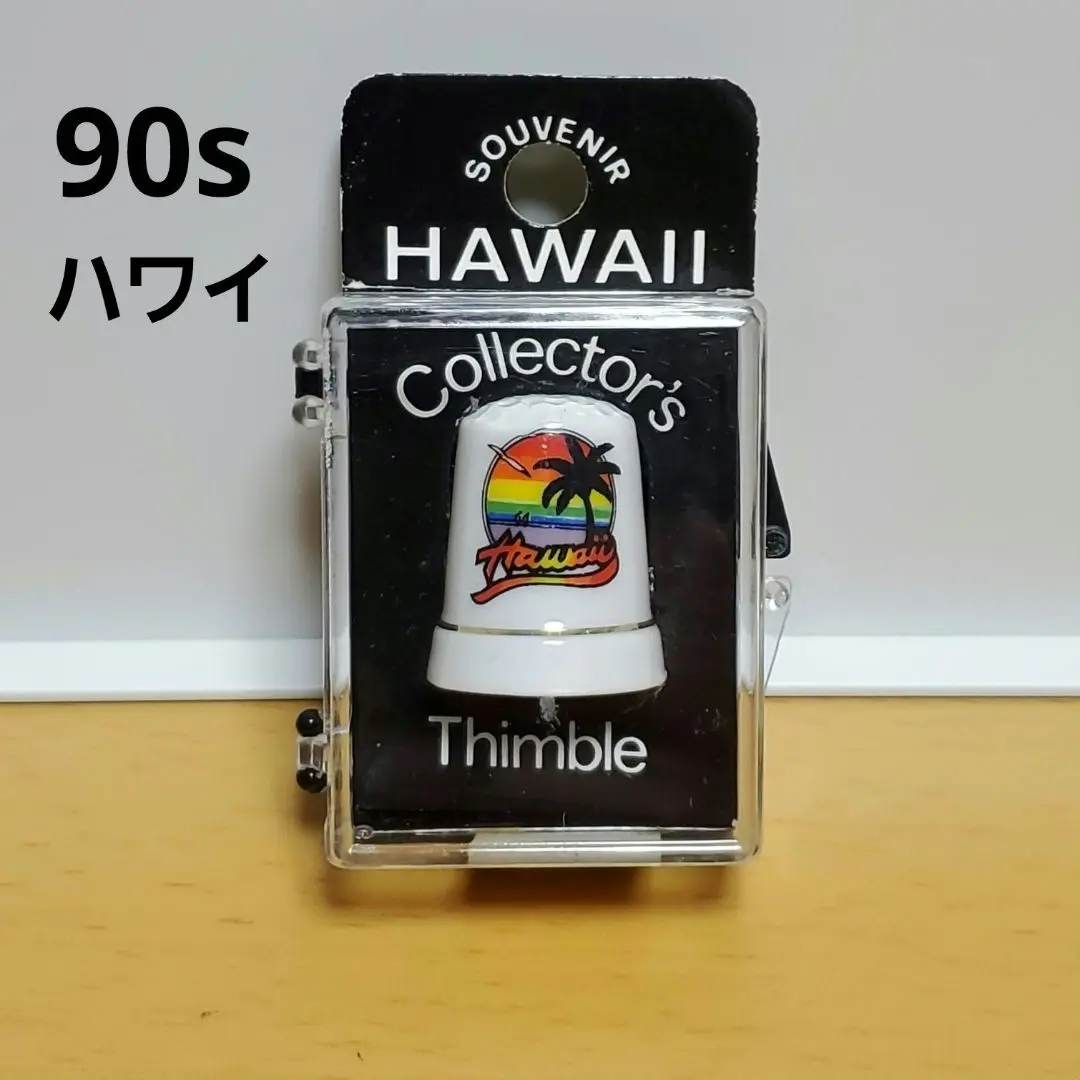 90s
ハワイ
SOUVENIR
HAWAII
Collector's
Hawaii
Thimble